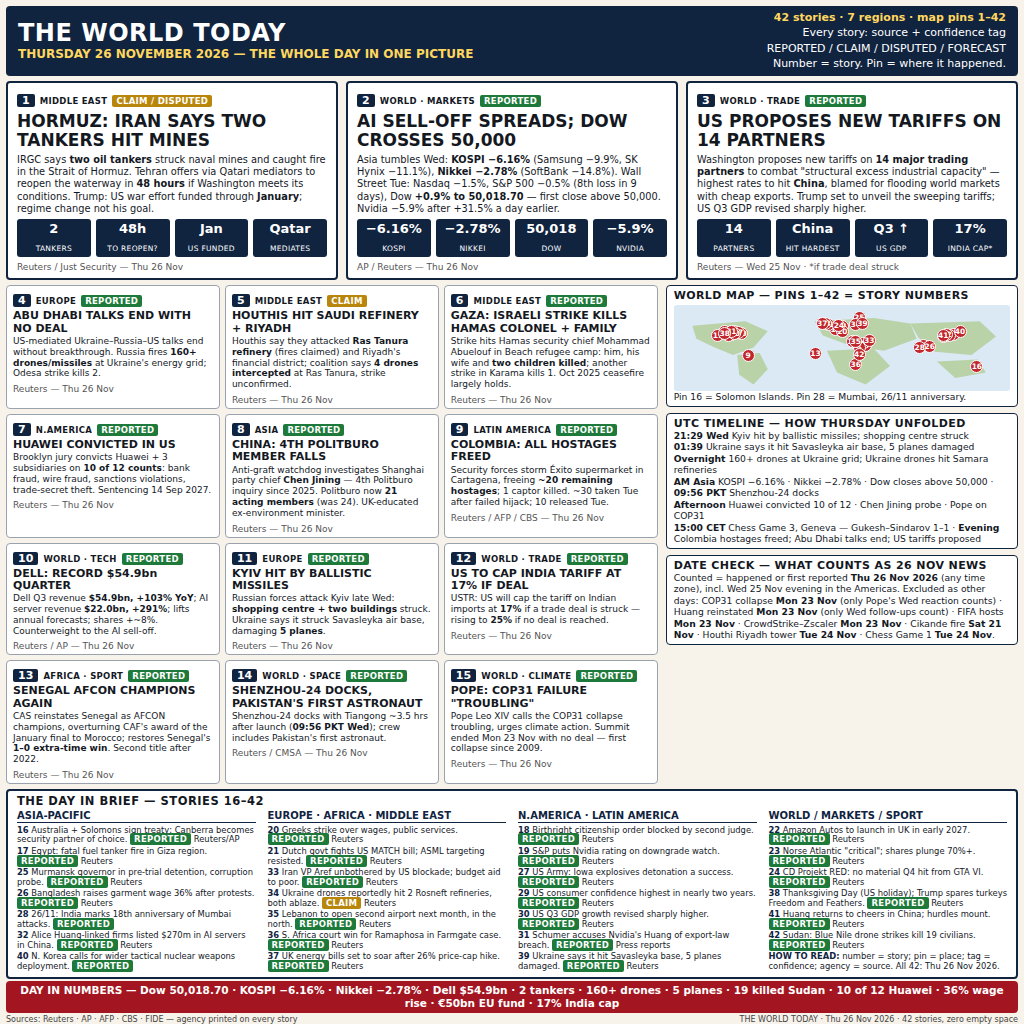 THE WORLD TODAY
THURSDAY 26 NOVEMBER 2026 — THE WHOLE DAY IN ONE PICTURE
42 stories · 7 regions · map pins 1–42
Every story: source + confidence tag
REPORTED / CLAIM / DISPUTED / FORECAST
Number = story. Pin = where it happened.
1 MIDDLE EAST CLAIM / DISPUTED
HORMUZ: IRAN SAYS TWO
TANKERS HIT MINES
IRGC says two oil tankers struck naval mines and caught fire
in the Strait of Hormuz. Tehran offers via Qatari mediators to
reopen the waterway in 48 hours if Washington meets its
conditions. Trump: US war effort funded through January;
regime change not his goal.
2 48h Jan Qatar
TANKERS TO REOPEN? US FUNDED MEDIATES
Reuters / Just Security — Thu 26 Nov
2 WORLD · MARKETS REPORTED
AI SELL-OFF SPREADS; DOW
CROSSES 50,000
Asia tumbles Wed: KOSPI −6.16% (Samsung −9.9%, SK
Hynix −11.1%), Nikkei −2.78% (SoftBank −14.8%). Wall
Street Tue: Nasdaq −1.5%, S&P 500 −0.5% (8th loss in 9
days), Dow +0.9% to 50,018.70 — first close above 50,000.
Nvidia −5.9% after +31.5% a day earlier.
−6.16% −2.78% 50,018 −5.9%
KOSPI NIKKEI DOW NVIDIA
AP / Reuters — Thu 26 Nov
3 WORLD · TRADE REPORTED
US PROPOSES NEW TARIFFS ON
14 PARTNERS
Washington proposes new tariffs on 14 major trading
partners to combat "structural excess industrial capacity" —
highest rates to hit China, blamed for flooding world markets
with cheap exports. Trump set to unveil the sweeping tariffs;
US Q3 GDP revised sharply higher.
14 China Q3 ↑ 17%
PARTNERS HIT HARDEST US GDP INDIA CAP*
Reuters — Wed 25 Nov · *if trade deal struck
4 EUROPE REPORTED
ABU DHABI TALKS END WITH
NO DEAL
US-mediated Ukraine–Russia–US talks end
without breakthrough. Russia fires 160+
drones/missiles at Ukraine's energy grid;
Odesa strike kills 2.
Reuters — Thu 26 Nov
5 MIDDLE EAST CLAIM
HOUTHIS HIT SAUDI REFINERY
+ RIYADH
Houthis say they attacked Ras Tanura
refinery (fires claimed) and Riyadh's
financial district; coalition says 4 drones
intercepted at Ras Tanura, strike
unconfirmed.
Reuters — Thu 26 Nov
6 MIDDLE EAST REPORTED
GAZA: ISRAELI STRIKE KILLS
HAMAS COLONEL + FAMILY
Strike hits Hamas security chief Mohammad
Abuelouf in Beach refugee camp: him, his
wife and two children killed; another
strike in Karama kills 1. Oct 2025 ceasefire
largely holds.
Reuters — Thu 26 Nov
WORLD MAP — PINS 1–42 = STORY NUMBERS
9
13
42
36
16
Pin 16 = Solomon Islands. Pin 28 = Mumbai, 26/11 anniversary.
7 N.AMERICA REPORTED
HUAWEI CONVICTED IN US
Brooklyn jury convicts Huawei + 3
subsidiaries on 10 of 12 counts: bank
fraud, wire fraud, sanctions violations,
trade-secret theft. Sentencing 14 Sep 2027.
Reuters — Thu 26 Nov
8 ASIA REPORTED
CHINA: 4TH POLITBURO
MEMBER FALLS
Anti-graft watchdog investigates Shanghai
party chief Chen Jining — 4th Politburo
inquiry since 2025. Politburo now 21
acting members (was 24). UK-educated
ex-environment minister.
Reuters — Thu 26 Nov
9 LATIN AMERICA REPORTED
COLOMBIA: ALL HOSTAGES
FREED
Security forces storm Éxito supermarket in
Cartagena, freeing ~20 remaining
hostages; 1 captor killed. ~30 taken Tue
after failed hijack; 10 released Tue.
Reuters / AFP / CBS — Thu 26 Nov
UTC TIMELINE — HOW THURSDAY UNFOLDED
21:29 Wed Kyiv hit by ballistic missiles; shopping centre struck
01:39 Ukraine says it hit Savasleyka air base, 5 planes damaged
Overnight 160+ drones at Ukraine grid; Ukraine drones hit Samara
refineries
AM Asia KOSPI −6.16% · Nikkei −2.78% · Dow closes above 50,000 ·
09:56 PKT Shenzhou-24 docks
Afternoon Huawei convicted 10 of 12 · Chen Jining probe · Pope on
COP31
15:00 CET Chess Game 3, Geneva — Gukesh–Sindarov 1–1 · Evening
Colombia hostages freed; Abu Dhabi talks end; US tariffs proposed
10 WORLD · TECH REPORTED
DELL: RECORD $54.9bn
QUARTER
Dell Q3 revenue $54.9bn, +103% YoY; AI
server revenue $22.0bn, +291%; lifts
annual forecasts; shares +~8%.
Counterweight to the AI sell-off.
Reuters / AP — Thu 26 Nov
11 EUROPE REPORTED
KYIV HIT BY BALLISTIC
MISSILES
Russian forces attack Kyiv late Wed:
shopping centre + two buildings struck.
Ukraine says it struck Savasleyka air base,
damaging 5 planes.
Reuters — Thu 26 Nov
12 WORLD · TRADE REPORTED
US TO CAP INDIA TARIFF AT
17% IF DEAL
USTR: US will cap the tariff on Indian
imports at 17% if a trade deal is struck —
rising to 25% if no deal is reached.
Reuters — Thu 26 Nov
DATE CHECK — WHAT COUNTS AS 26 NOV NEWS
Counted = happened or first reported Thu 26 Nov 2026 (any time
zone), incl. Wed 25 Nov evening in the Americas. Excluded as other
days: COP31 collapse Mon 23 Nov (only Pope's Wed reaction counts) ·
Huang reinstated Mon 23 Nov (only Wed follow-ups count) · FIFA hosts
Mon 23 Nov · CrowdStrike–Zscaler Mon 23 Nov · Cikande fire Sat 21
Nov · Houthi Riyadh tower Tue 24 Nov · Chess Game 1 Tue 24 Nov.
13 AFRICA · SPORT REPORTED
SENEGAL AFCON CHAMPIONS
AGAIN
CAS reinstates Senegal as AFCON
champions, overturning CAF's award of the
January final to Morocco; restores Senegal's
1–0 extra-time win. Second title after
2022.
Reuters — Thu 26 Nov
14 WORLD · SPACE REPORTED
SHENZHOU-24 DOCKS,
PAKISTAN'S FIRST ASTRONAUT
Shenzhou-24 docks with Tiangong ~3.5 hrs
after launch (09:56 PKT Wed); crew
includes Pakistan's first astronaut.
Reuters / CMSA — Thu 26 Nov
15 WORLD · CLIMATE REPORTED
POPE: COP31 FAILURE
"TROUBLING"
Pope Leo XIV calls the COP31 collapse
troubling, urges climate action. Summit
ended Mon 23 Nov with no deal — first
collapse since 2009.
Reuters — Thu 26 Nov
THE DAY IN BRIEF — STORIES 16–42
ASIA-PACIFIC
16 Australia + Solomons sign treaty; Canberra becomes
security partner of choice. REPORTED Reuters/AP
17 Egypt: fatal fuel tanker fire in Giza region.
REPORTED Reuters
25 Murmansk governor in pre-trial detention, corruption
probe. REPORTED Reuters
26 Bangladesh raises garment wage 36% after protests.
REPORTED Reuters
28 26/11: India marks 18th anniversary of Mumbai
attacks. REPORTED
32 Alice Huang-linked firms listed $270m in AI servers
in China. REPORTED Reuters
40 N. Korea calls for wider tactical nuclear weapons
deployment. REPORTED
EUROPE · AFRICA · MIDDLE EAST
20 Greeks strike over wages, public services.
REPORTED Reuters
21 Dutch govt fights US MATCH bill; ASML targeting
resisted. REPORTED Reuters
33 Iran VP Aref unbothered by US blockade; budget aid
to poor. REPORTED Reuters
34 Ukraine drones reportedly hit 2 Rosneft refineries,
both ablaze. CLAIM Reuters
35 Lebanon to open second airport next month, in the
north. REPORTED Reuters
36 S. Africa court win for Ramaphosa in Farmgate case.
REPORTED Reuters
37 UK energy bills set to soar after 26% price-cap hike.
REPORTED Reuters
N.AMERICA · LATIN AMERICA
18 Birthright citizenship order blocked by second judge.
REPORTED Reuters
19 S&P puts Nvidia rating on downgrade watch.
REPORTED Reuters
27 US Army: Iowa explosives detonation a success.
REPORTED Reuters
29 US consumer confidence highest in nearly two years.
REPORTED Reuters
30 US Q3 GDP growth revised sharply higher.
REPORTED Reuters
31 Schumer accuses Nvidia's Huang of export-law
breach. REPORTED Press reports
39 Ukraine says it hit Savasleyka base, 5 planes
damaged. REPORTED Reuters
WORLD / MARKETS / SPORT
22 Amazon Autos to launch in UK in early 2027.
REPORTED Reuters
23 Norse Atlantic "critical"; shares plunge 70%+.
REPORTED Reuters
24 CD Projekt RED: no material Q4 hit from GTA VI.
REPORTED Reuters
38 Thanksgiving Day (US holiday); Trump spares turkeys
Freedom and Feathers. REPORTED Reuters
41 Huang returns to cheers in China; hurdles mount.
REPORTED Reuters
42 Sudan: Blue Nile drone strikes kill 19 civilians.
REPORTED Reuters
HOW TO READ: number = story; pin = place; tag =
confidence; agency = source. All 42: Thu 26 Nov 2026.
DAY IN NUMBERS — Dow 50,018.70 · KOSPI −6.16% · Nikkei −2.78% · Dell $54.9bn · 2 tankers · 160+ drones · 5 planes · 19 killed Sudan · 10 of 12 Huawei · 36% wage
rise · €50bn EU fund · 17% India cap
Sources: Reuters · AP · AFP · CBS · FIDE — agency printed on every story
THE WORLD TODAY · Thu 26 Nov 2026 · 42 stories, zero empty space